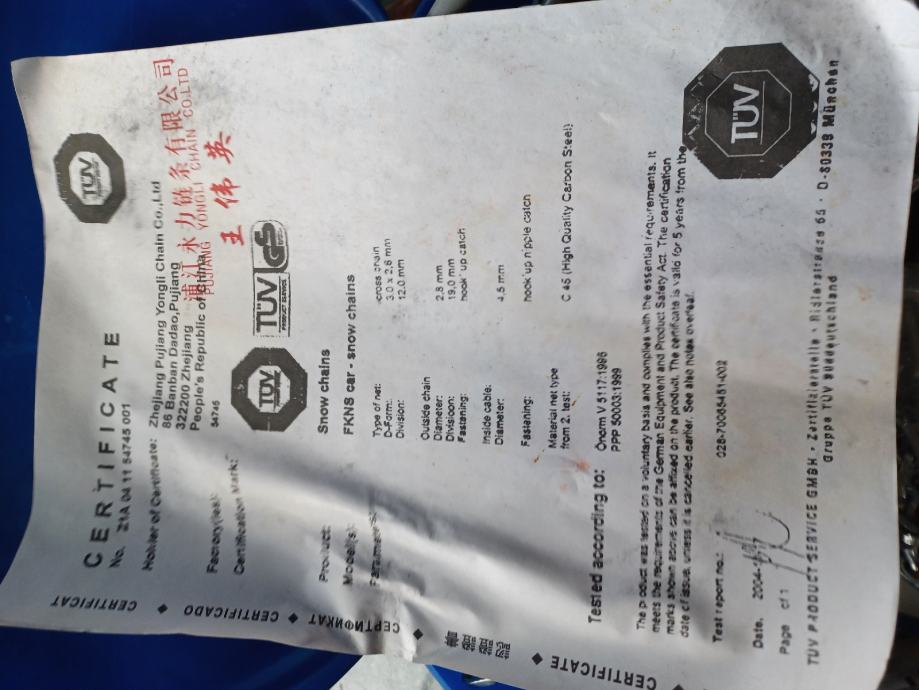 CERTIFICATE
No. Z1A 04 11 54745 001
TÜV
Holvier of Certificate: Zhejiang Pujiang Yongli Chain Co.,Ltd
86 Banban Dadao,Pujiang
322200 Zhejiang
People's Republic of China
浦江永力链条有限公司
PUJIANG YONGLI CHAIN CO.LTD
王伟英
Factory(ies): 54745
Certification Mark:
TÜV
TÜV
PRODUCT SERVICE
GS
Product: Snow chains
Model(s): FKNS car - snow chains
Parameters:
Type of net: cross chain
D-Form: 3.0 x 2,6 mm
Division: 12.0 mm
Outside chain
Diameter: 2,8 mm
Divisioon: 19,0 mm
Fastening: hook up catch
Inside cable:
Diameter: 4,5 mm
Fastening: hook up nipple catch
Material net type
from 2. test: C 45 (High Quality Carbon Steel)
Tested according to: Önorm V 5117:1996
PPP 50003:1999
The product was tested on a voluntary basis and complies with the essential requirements. It
meets the requirements of the German Equipment and Product Safety Act. The certification
marks shown above can be affixed on the product. The certificate is valid for 5 years from the
date of issue, unless it is cancelled earlier. See also notes overleaf.
Test report no.: 028-70065451-002
Date, 2004-
Page of 1
TÜV
TÜV PRODUCT SERVICE GMBH · Zertifizierstelle · Ridlerstrasse 65 · D-80339 München
Gruppe TÜV Süddeutschland
CERTIFICATE ◆
◆ СЕРТИФИКАТ
◆ CERTIFICADO
◆ CERTIFICAT